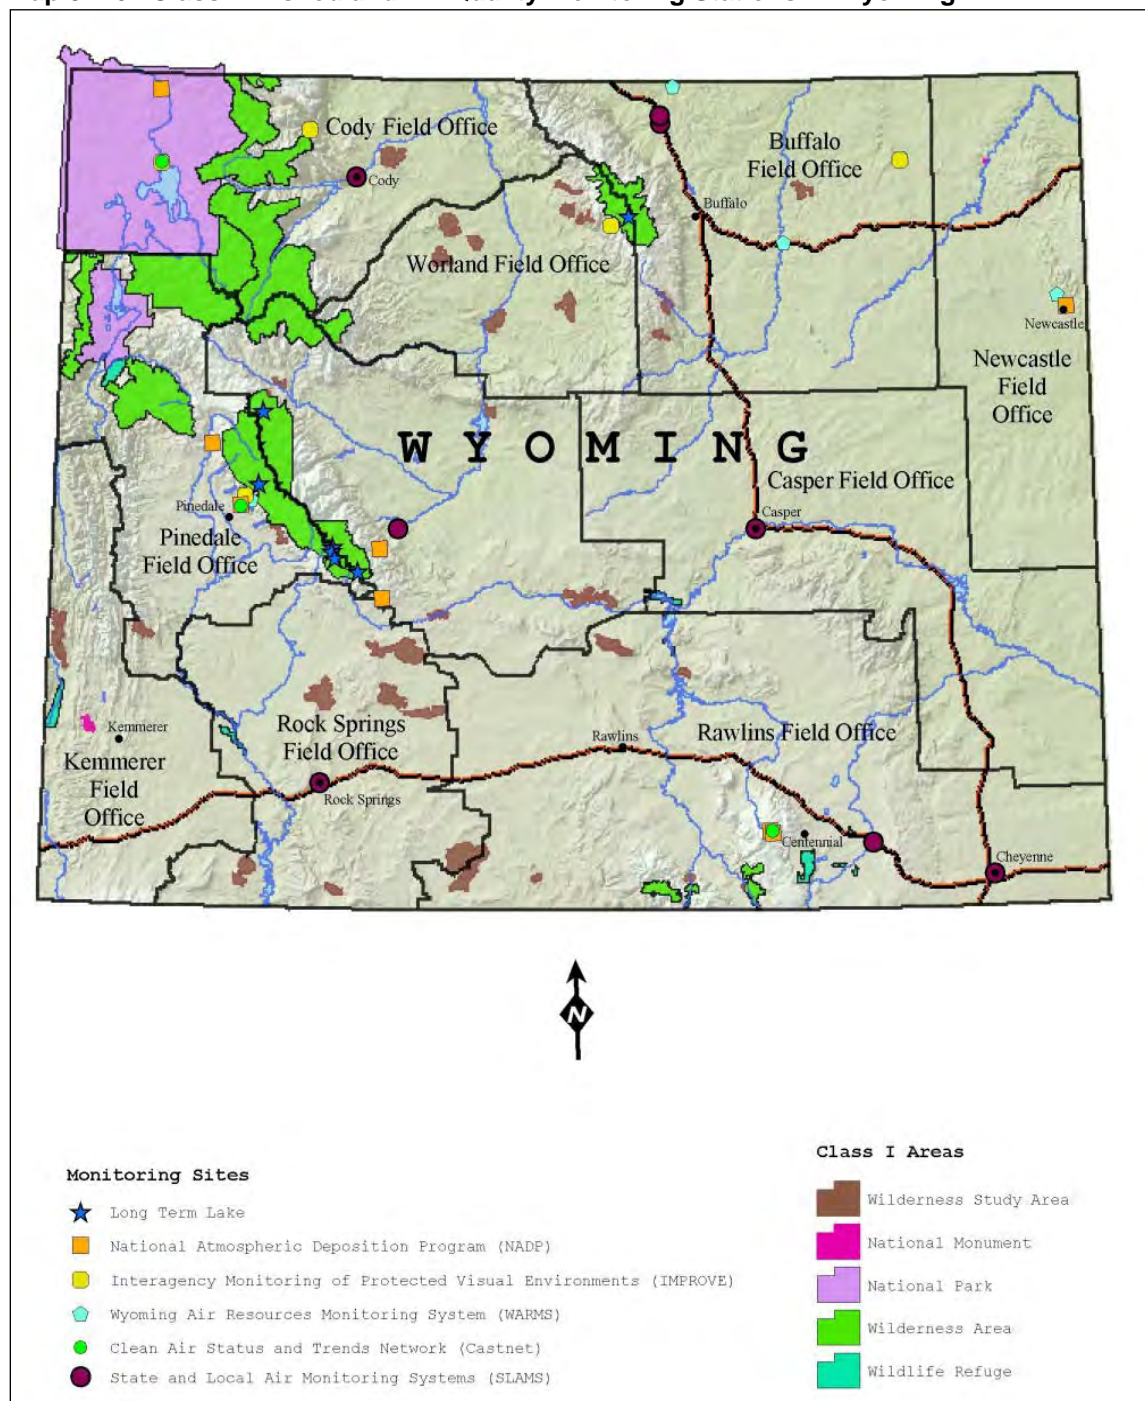 Cody Field Office
Cody
Buffalo
Field Office
Buffalo
Worland Field Office
Newcastle
Newcastle
Field
Office
WYOMING
Casper Field Office
Casper
Pinedale
Pinedale
Field Office
Rock Springs
Field Office
Rawlins
Rawlins Field Office
Kemmerer
Kemmerer
Field
Office
Rock Springs
Centennial
Cheyenne
N
Monitoring Sites
Long Term Lake
National Atmospheric Deposition Program (NADP)
Interagency Monitoring of Protected Visual Environments (IMPROVE)
Wyoming Air Resources Monitoring System (WARMS)
Clean Air Status and Trends Network (Castnet)
State and Local Air Monitoring Systems (SLAMS)
Class I Areas
Wilderness Study Area
National Monument
National Park
Wilderness Area
Wildlife Refuge